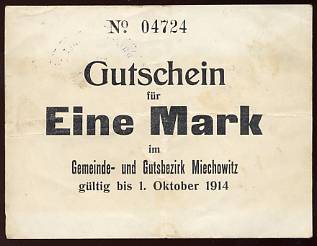 Nº 04724
Gutschein
für
Eine Mark
im
Gemeinde- und Gutsbezirk Miechowitz
gültig bis 1. Oktober 1914